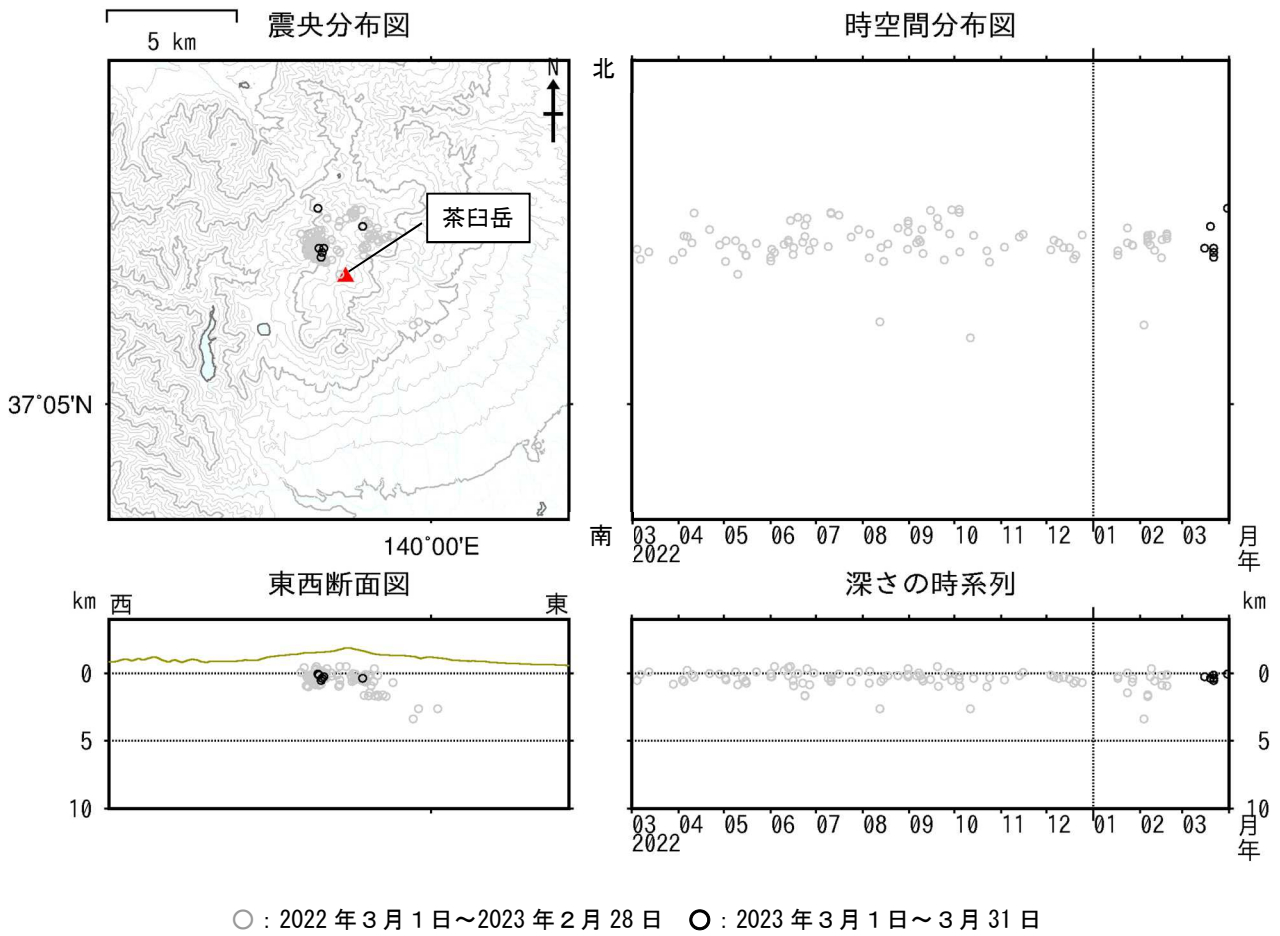 震央分布図
5 km
N
茶臼岳
37°05'N
140°00'E
時空間分布図
北
南
03 04 05 06 07 08 09 10 11 12 01 02 03 月
2022 年
東西断面図
km 西 東
0
5
10
深さの時系列
km
0
5
10
03 04 05 06 07 08 09 10 11 12 01 02 03 月
2022 年
○ : 2022 年３月１日～2023 年２月 28 日 ○ : 2023 年３月１日～３月 31 日